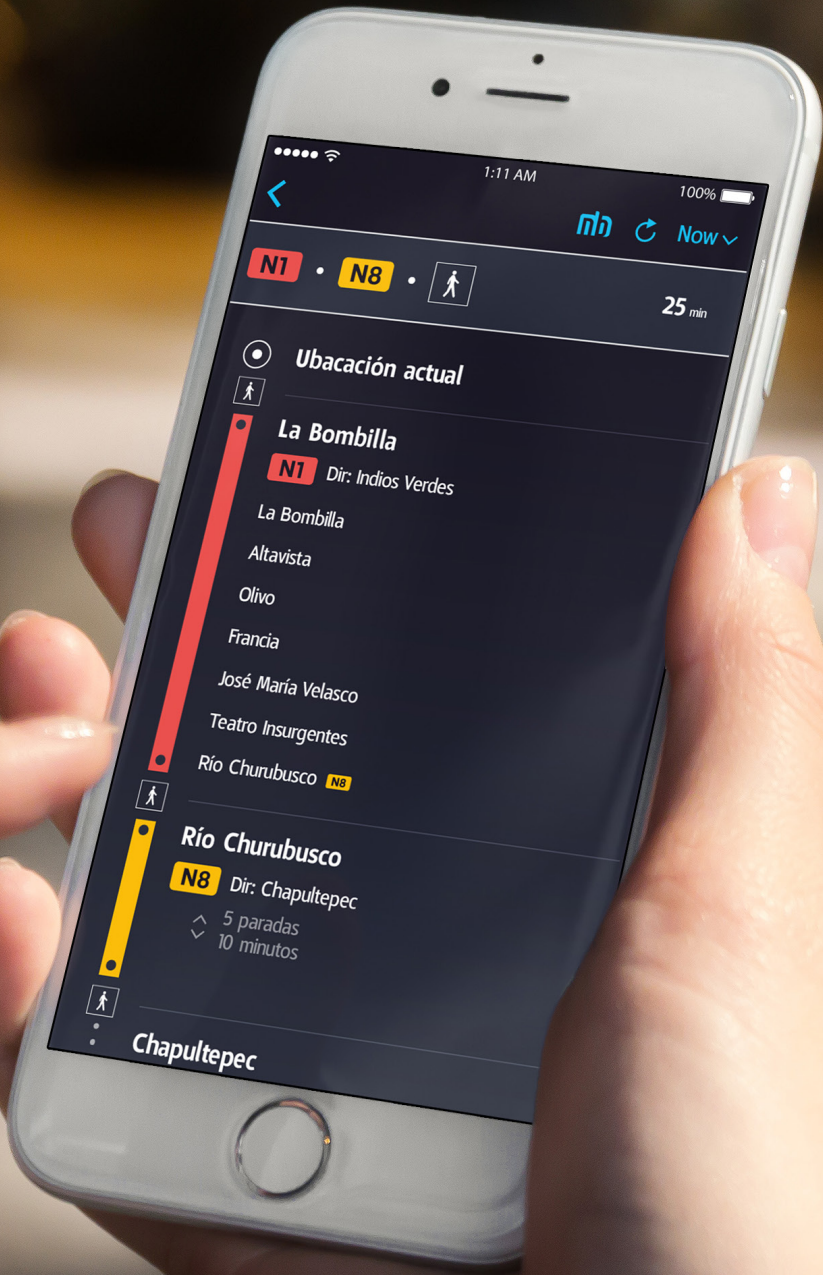 1:11 AM
100%
Now
N1 • N8 •
25 min
Ubacación actual
La Bombilla
N1 Dir: Indios Verdes
La Bombilla
Altavista
Olivo
Francia
José María Velasco
Teatro Insurgentes
Río Churubusco N8
Río Churubusco
N8 Dir: Chapultepec
5 paradas
10 minutos
Chapultepec